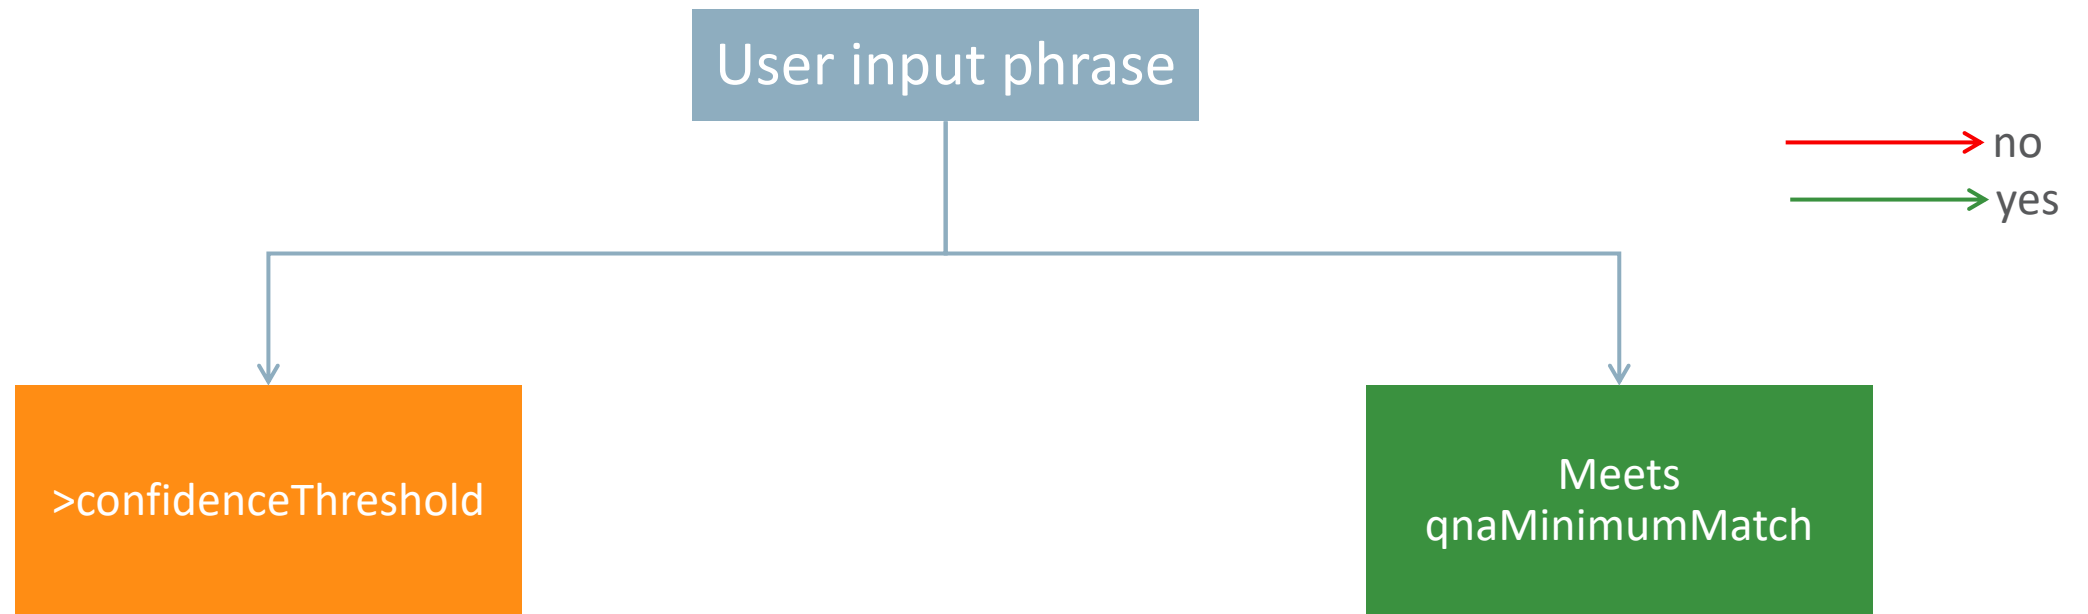 User input phrase
no
yes
>confidenceThreshold
Meets
qnaMinimumMatch